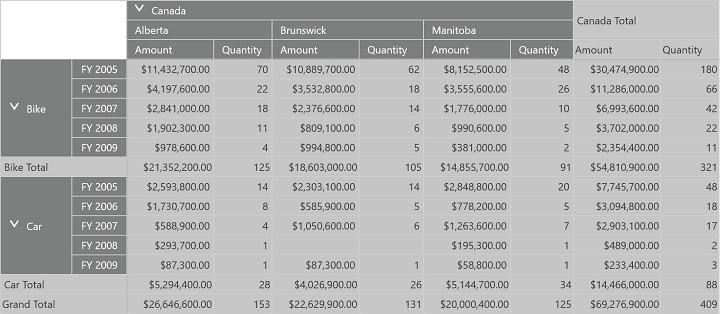 Canada Canada Total
Alberta Brunswick Manitoba
Amount Quantity Amount Quantity Amount Quantity Amount Quantity
Bike FY 2005 $11,432,700.00 70 $10,889,700.00 62 $8,152,500.00 48 $30,474,900.00 180
FY 2006 $4,197,600.00 22 $3,532,800.00 18 $3,555,600.00 26 $11,286,000.00 66
FY 2007 $2,841,000.00 18 $2,376,600.00 14 $1,776,000.00 10 $6,993,600.00 42
FY 2008 $1,902,300.00 11 $809,100.00 6 $990,600.00 5 $3,702,000.00 22
FY 2009 $978,600.00 4 $994,800.00 5 $381,000.00 2 $2,354,400.00 11
Bike Total $21,352,200.00 125 $18,603,000.00 105 $14,855,700.00 91 $54,810,900.00 321
Car FY 2005 $2,593,800.00 14 $2,303,100.00 14 $2,848,800.00 20 $7,745,700.00 48
FY 2006 $1,730,700.00 8 $585,900.00 5 $778,200.00 5 $3,094,800.00 18
FY 2007 $588,900.00 4 $1,050,600.00 6 $1,263,600.00 7 $2,903,100.00 17
FY 2008 $293,700.00 1 $195,300.00 1 $489,000.00 2
FY 2009 $87,300.00 1 $87,300.00 1 $58,800.00 1 $233,400.00 3
Car Total $5,294,400.00 28 $4,026,900.00 26 $5,144,700.00 34 $14,466,000.00 88
Grand Total $26,646,600.00 153 $22,629,900.00 131 $20,000,400.00 125 $69,276,900.00 409